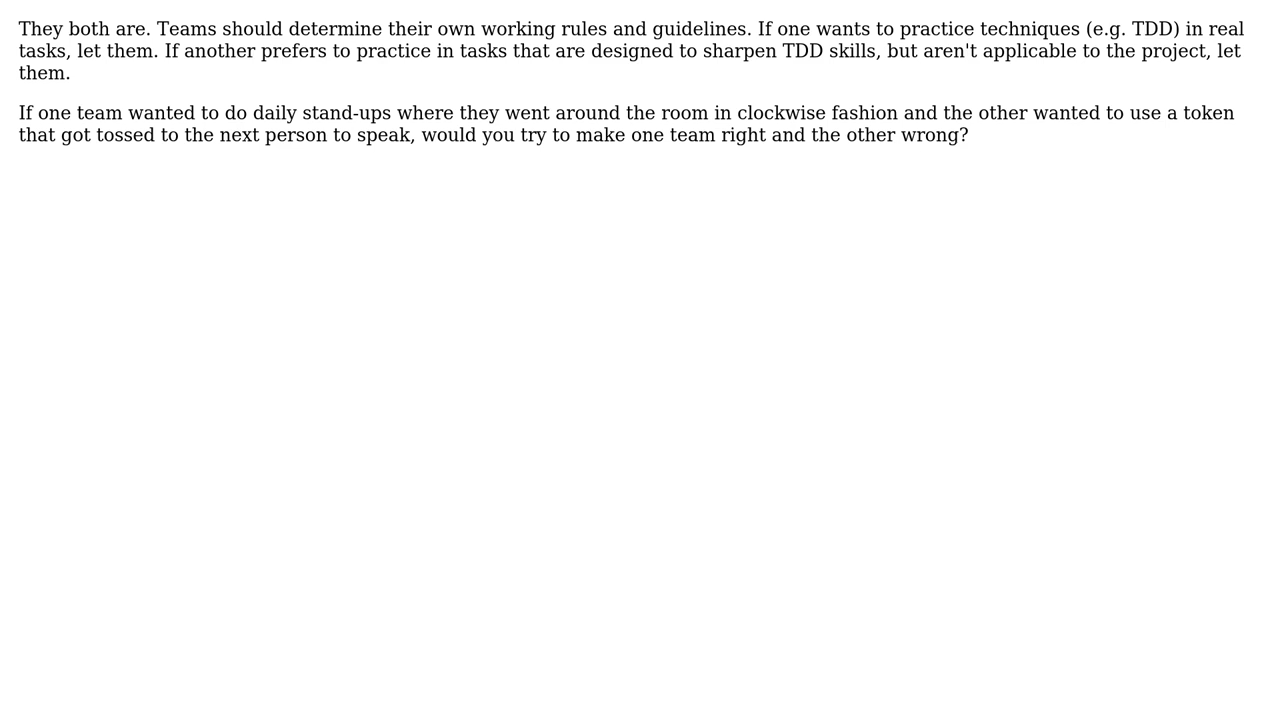 They both are. Teams should determine their own working rules and guidelines. If one wants to practice techniques (e.g. TDD) in real
tasks, let them. If another prefers to practice in tasks that are designed to sharpen TDD skills, but aren't applicable to the project, let
them.
If one team wanted to do daily stand-ups where they went around the room in clockwise fashion and the other wanted to use a token
that got tossed to the next person to speak, would you try to make one team right and the other wrong?